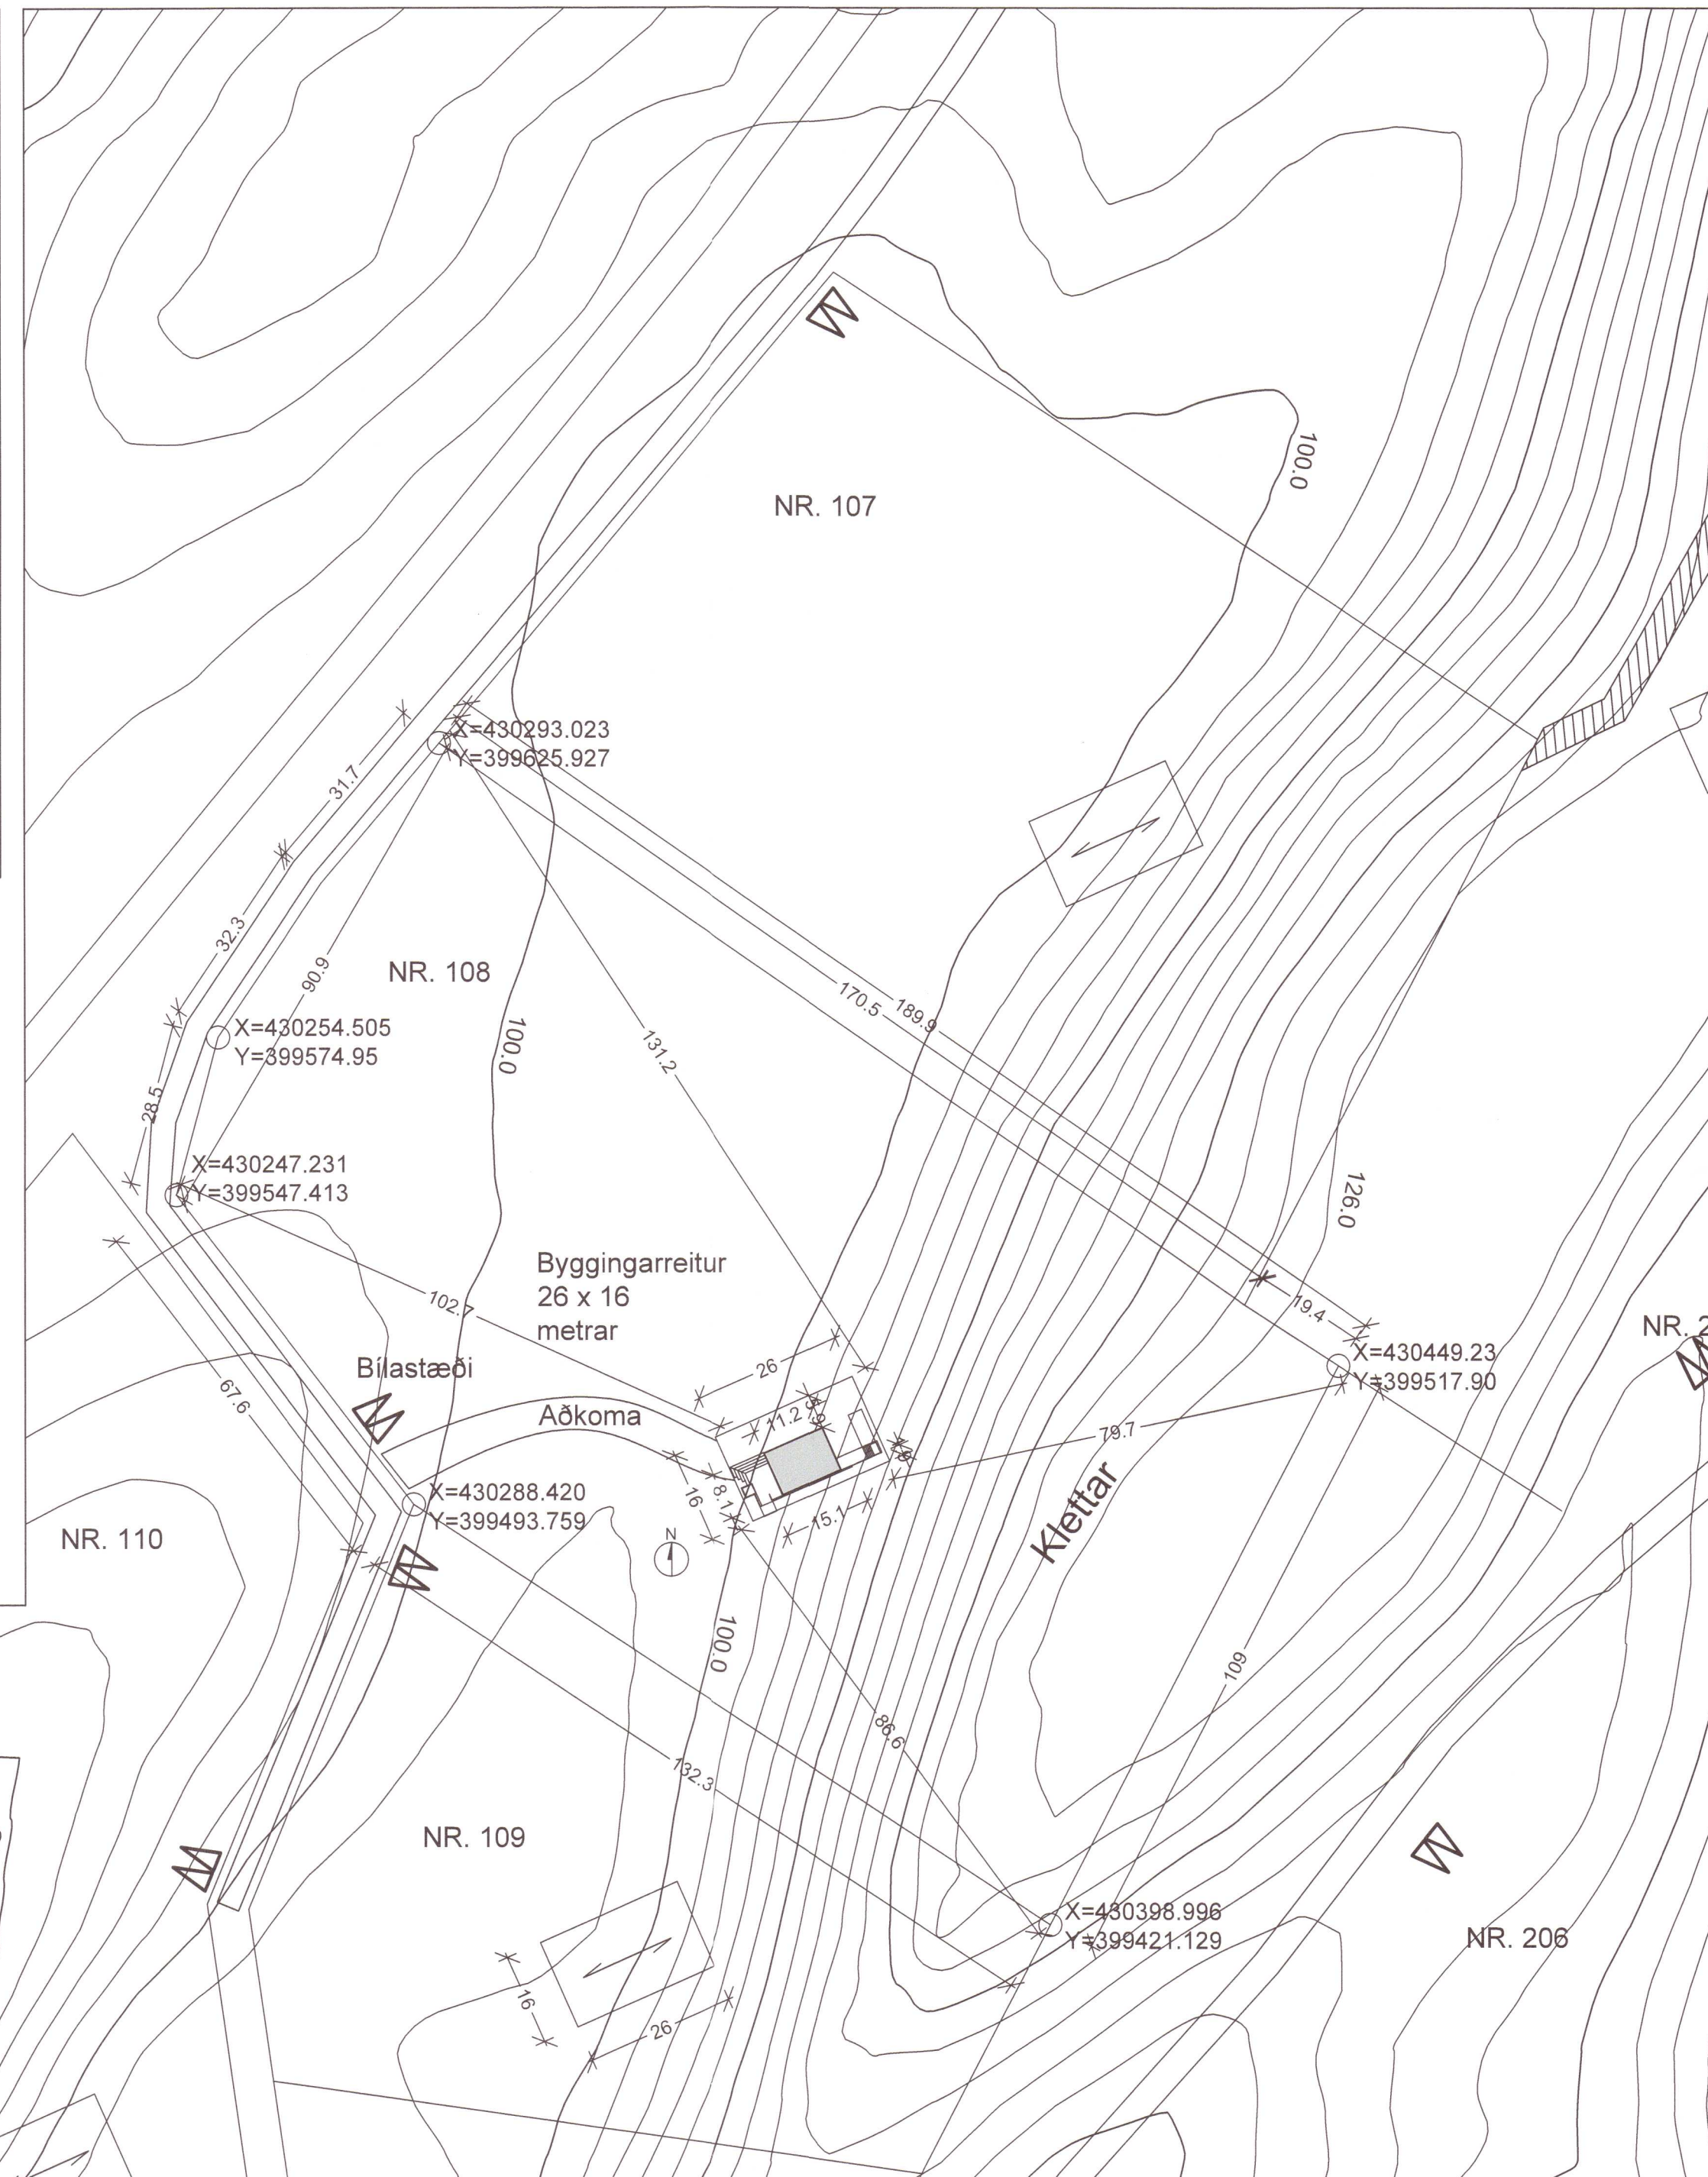 100.0
NR. 107
X=430293.023
Y=399625.927
31.7
32.3
90.9
NR. 108
170.5
189.9
X=430254.505
Y=399574.95
100.0
131.2
28.5
X=430247.231
Y=399547.413
126.0
102.7
Byggingarreitur
26 x 16
metrar
19.4
NR. 2
X=430449.23
Y=399517.90
Bílastæði
67.6
26
Aðkoma
11.2
79.7
16
8.1
15.1
X=430288.420
Y=399493.759
Klettar
NR. 110
N
100.0
109
86.6
132.3
NR. 109
X=430398.996
Y=399421.129
NR. 206
16
26